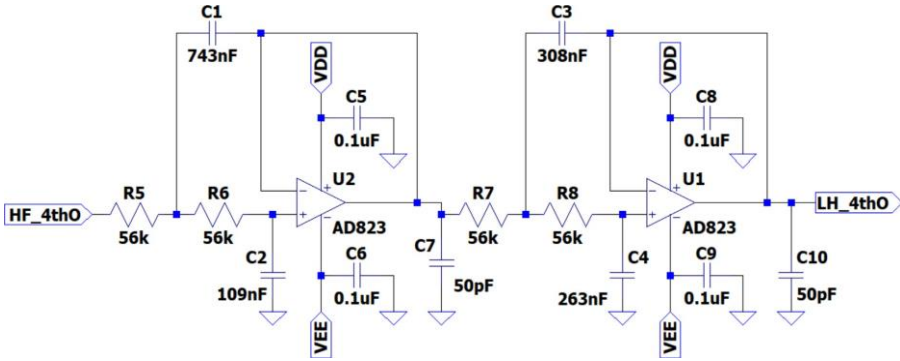 C1
743nF
VDD
C5
0.1uF
U2
HF_4thO
R5
56k
R6
56k
AD823
C2
109nF
C6
0.1uF
VEE
C7
50pF
C3
308nF
VDD
C8
0.1uF
U1
R7
56k
R8
56k
AD823
LH_4thO
C4
263nF
C9
0.1uF
VEE
C10
50pF